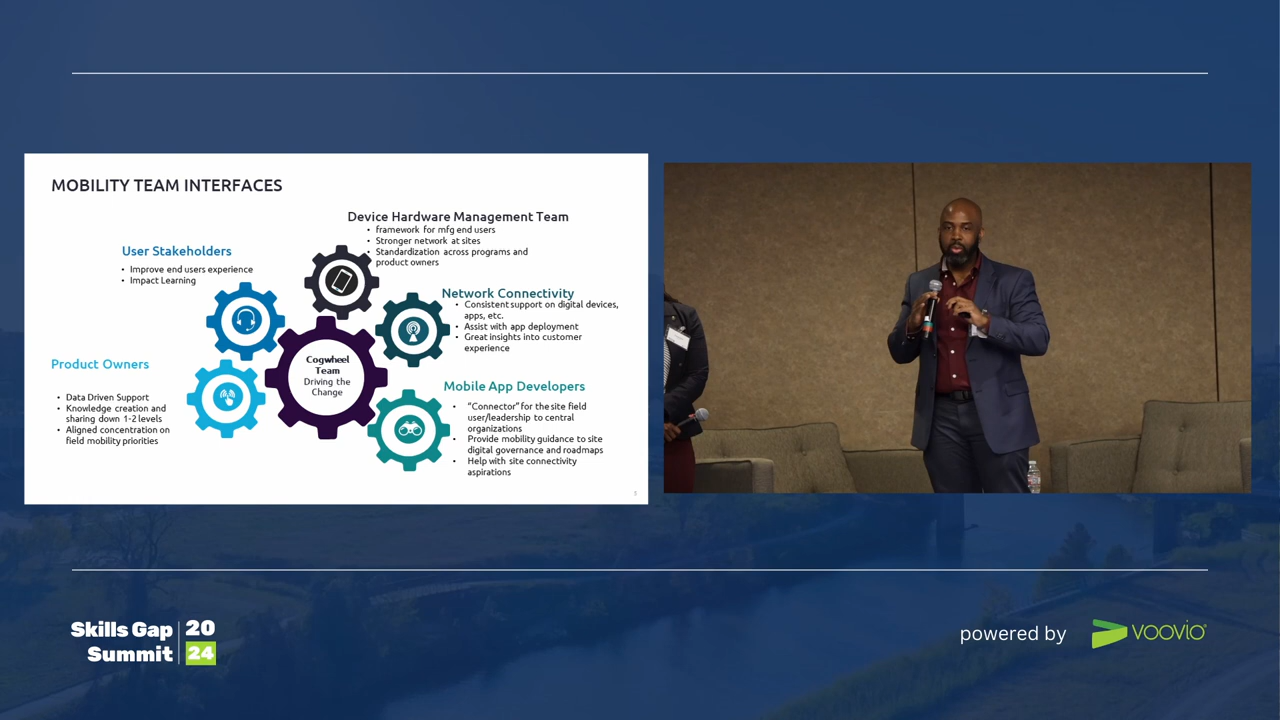 MOBILITY TEAM INTERFACES
Device Hardware Management Team
• framework for mfg end users
• Stronger network at sites
• Standardization across programs and
product owners
User Stakeholders
• Improve end users experience
• Impact Learning
Network Connectivity
• Consistent support on digital devices,
apps, etc.
• Assist with app deployment
• Great insights into customer
experience
Cogwheel
Team
Driving the
Change
Product Owners
• Data Driven Support
• Knowledge creation and
sharing down 1-2 levels
• Aligned concentration on
field mobility priorities
Mobile App Developers
• "Connector" for the site field
user/leadership to central
organizations
• Provide mobility guidance to site
digital governance and roadmaps
• Help with site connectivity
aspirations
Skills Gap
Summit
20
24
powered by
VOOVIO